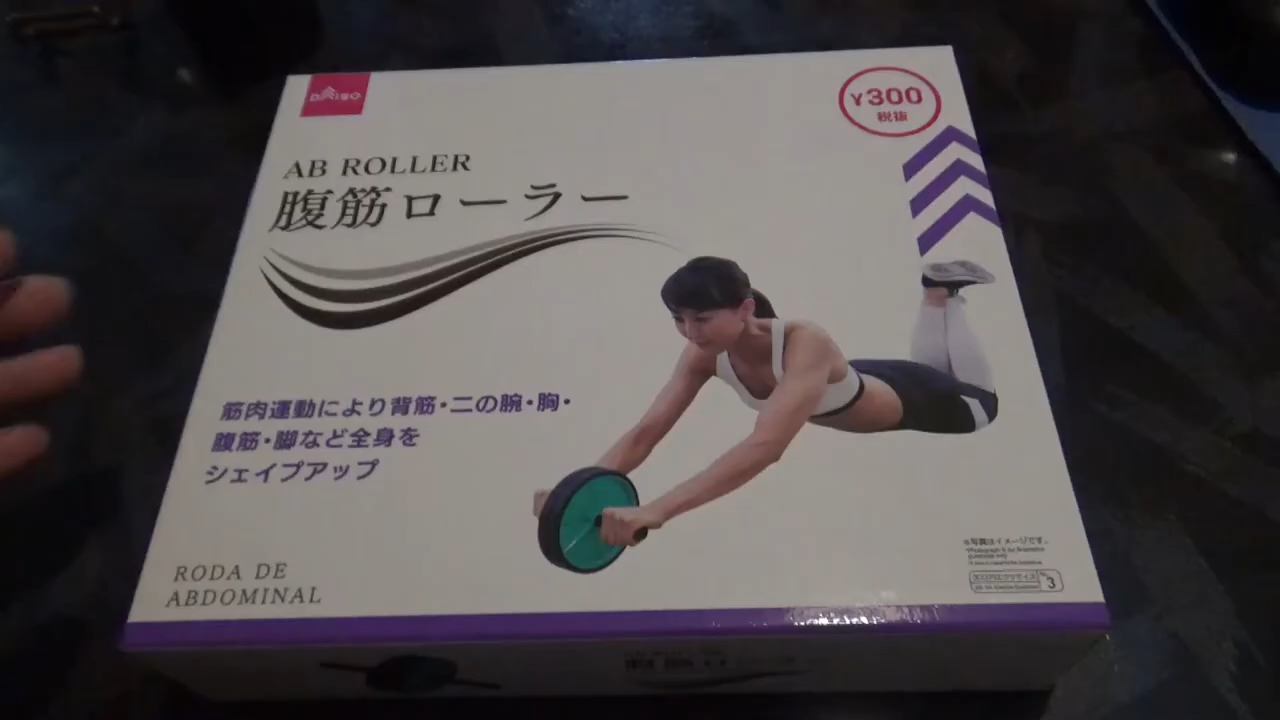 DAISO
¥300
税抜
AB ROLLER
腹筋ローラー
筋肉運動により背筋・二の腕・胸・
腹筋・脚など全身を
シェイプアップ
RODA DE
ABDOMINAL
※写真はイメージです。
3